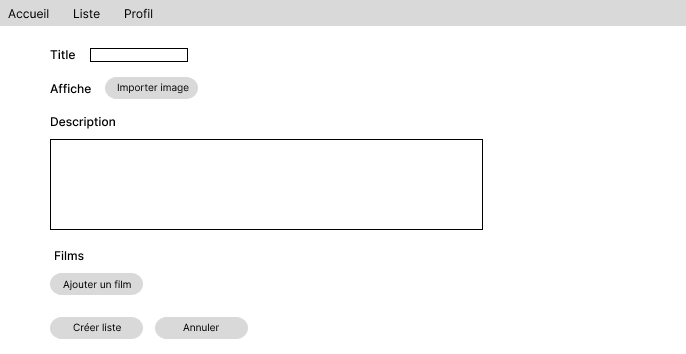 Accueil Liste Profil
Title
Affiche Importer image
Description
Films
Ajouter un film
Créer liste Annuler